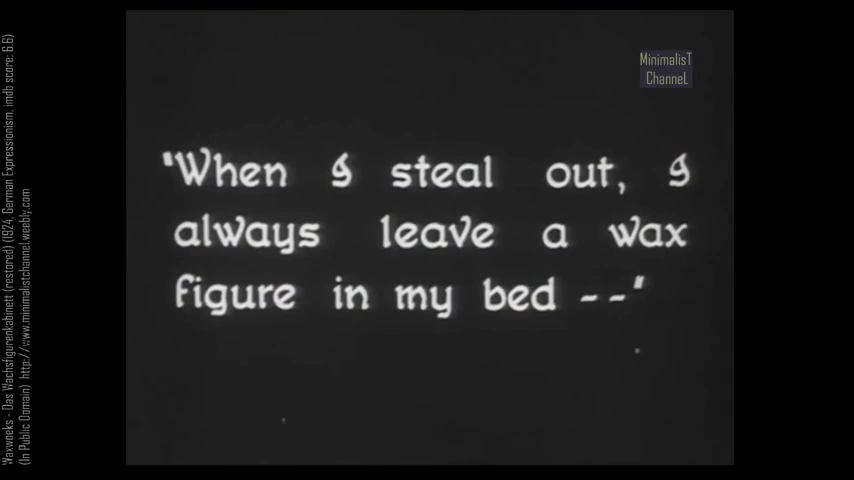 "When I steal out, I
always leave a wax
figure in my bed --"
MinimalisT
ChanneL
Waxwoeks - Das Wachsfigurenkabinett (restored) (1924, German Expressionism, imdb score: 6.6)
(In Public Domain) http://www.minimalistchannel.weebly.com